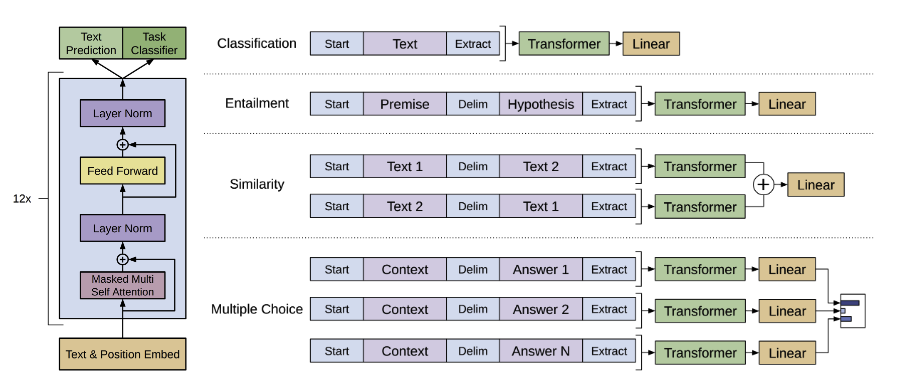 Text
Prediction
Task
Classifier
Layer Norm
+
Feed Forward
12x
Layer Norm
+
Masked Multi
Self Attention
Text & Position Embed
Classification
Start Text Extract Transformer Linear
Entailment
Start Premise Delim Hypothesis Extract Transformer Linear
Similarity
Start Text 1 Delim Text 2 Extract Transformer
+ Linear
Start Text 2 Delim Text 1 Extract Transformer
Multiple Choice
Start Context Delim Answer 1 Extract Transformer Linear
Start Context Delim Answer 2 Extract Transformer Linear
Start Context Delim Answer N Extract Transformer Linear